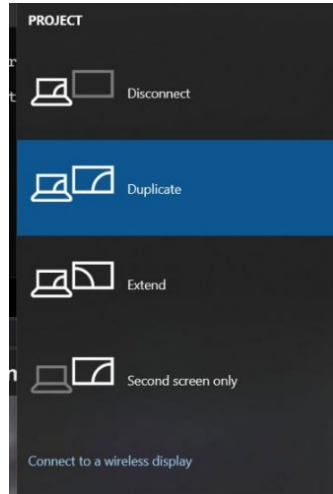 PROJECT
Disconnect
Duplicate
Extend
Second screen only
Connect to a wireless display